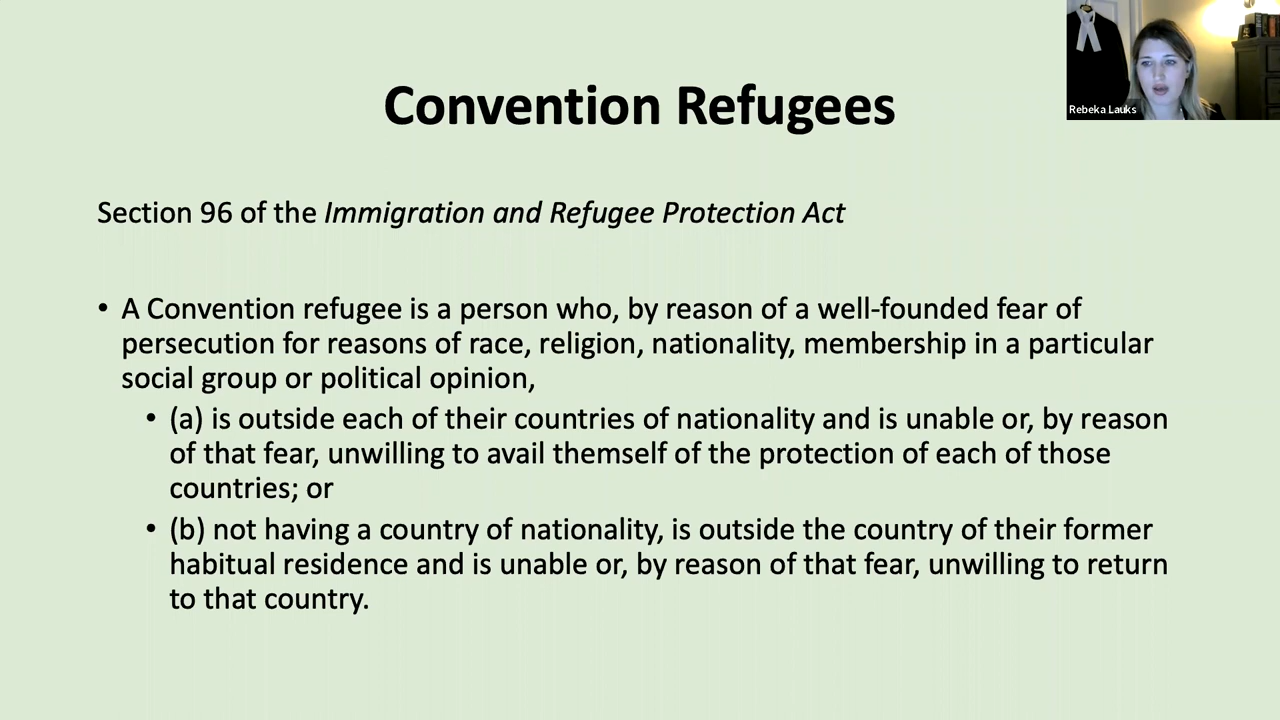 Convention Refugees
Rebeka Lauks
Section 96 of the Immigration and Refugee Protection Act
• A Convention refugee is a person who, by reason of a well-founded fear of
persecution for reasons of race, religion, nationality, membership in a particular
social group or political opinion,
• (a) is outside each of their countries of nationality and is unable or, by reason
of that fear, unwilling to avail themself of the protection of each of those
countries; or
• (b) not having a country of nationality, is outside the country of their former
habitual residence and is unable or, by reason of that fear, unwilling to return
to that country.